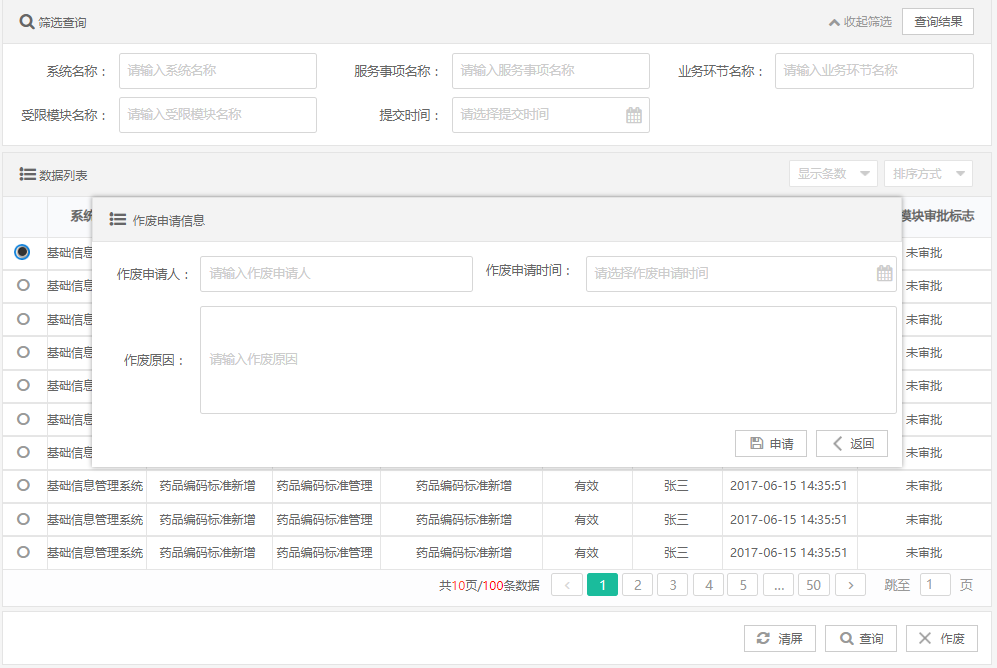 筛选查询 收起筛选 查询结果
系统名称： 请输入系统名称 服务事项名称： 请输入服务事项名称 业务环节名称： 请输入业务环节名称
受限模块名称： 请输入受限模块名称 提交时间： 请选择提交时间
数据列表 显示条数 排序方式
系统 模块审批标志
作废申请信息
基础信息 未审批
作废申请人： 请输入作废申请人 作废申请时间： 请选择作废申请时间
基础信息 未审批
基础信息 未审批
基础信息 未审批
作废原因： 请输入作废原因
基础信息 未审批
基础信息 未审批
基础信息 未审批
申请 返回
基础信息管理系统 药品编码标准新增 药品编码标准管理 药品编码标准新增 有效 张三 2017-06-15 14:35:51 未审批
基础信息管理系统 药品编码标准新增 药品编码标准管理 药品编码标准新增 有效 张三 2017-06-15 14:35:51 未审批
基础信息管理系统 药品编码标准新增 药品编码标准管理 药品编码标准新增 有效 张三 2017-06-15 14:35:51 未审批
共10页/100条数据 < 1 2 3 4 5 ... 50 > 跳至 1 页
清屏 查询 作废